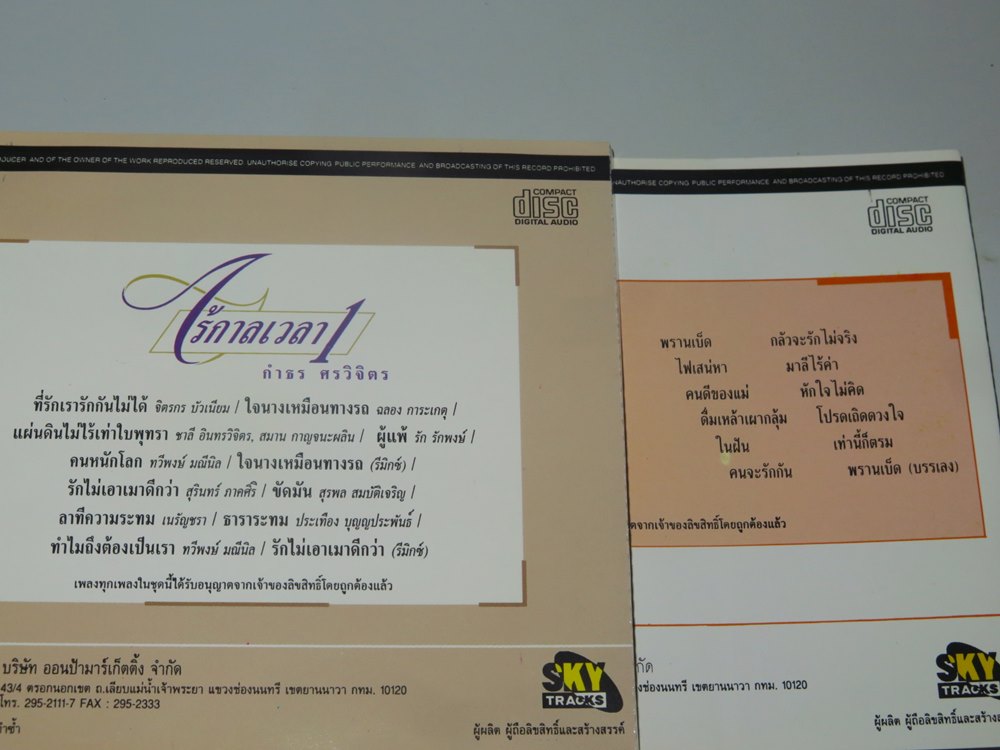 ODUCER AND OF THE OWNER OF THE WORK REPRODUCED RESERVED. UNAUTHORISE COPYING PUBLIC PERFORMANCE AND BROADCASTING OF THIS RECORD PROHIBITED
COMPACT
disc
DIGITAL AUDIO
ไร้กาลเวลา 1
กำธร ศรวิจิตร
ที่รักเรารักกันไม่ได้ จิตรกร บัวเนียม / ใจนางเหมือนทางรถ ฉลอง การะเกตุ /
แผ่นดินไม่ไร้เท่าใบพุทรา ชาลี อินทรวิจิตร, สมาน กาญจนะผลิน / ผู้แพ้ รัก รักพงษ์ /
คนหนักโลก ทวีพงษ์ มณีนิล / ใจนางเหมือนทางรถ (รีมิกซ์) /
รักไม่เอาเมาดีกว่า สุรินทร์ ภาคศิริ / ขัดมัน สุรพล สมบัติเจริญ /
ลาทีความระทม เนรัญชรา / ธาราระทม ประเทือง บุญญประพันธ์ /
ทำไมถึงต้องเป็นเรา ทวีพงษ์ มณีนิล / รักไม่เอาเมาดีกว่า (รีมิกซ์)
เพลงทุกเพลงในชุดนี้ได้รับอนุญาตจากเจ้าของลิขสิทธิ์โดยถูกต้องแล้ว
บริษัท ออนป้ามาร์เก็ตติ้ง จำกัด
43/4 ตรอกนอกเขต ถ.เลียบแม่น้ำเจ้าพระยา แขวงช่องนนทรี เขตยานนาวา กทม. 10120
โทร. 295-2111-7 FAX : 295-2333
SKY
TRACKS
ทำซ้ำ
ผู้ผลิต ผู้ถือลิขสิทธิ์และสร้างสรรค์
UNAUTHORISE COPYING PUBLIC PERFORMANCE AND BROADCASTING OF THIS RECORD PROHIBITED
COMPACT
disc
DIGITAL AUDIO
พรานเบ็ด กลัวจะรักไม่จริง
ไฟเสน่หา มาลีไร้ค่า
คนดีของแม่ หักใจไม่คิด
ดื่มเหล้าเผากลุ้ม โปรดเถิดดวงใจ
ในฝัน เท่านี้ก็ตรม
คนจะรักกัน พรานเบ็ด (บรรเลง)
ตจากเจ้าของลิขสิทธิ์โดยถูกต้องแล้ว
กัด
ช่องนนทรี เขตยานนาวา กทม. 10120
SKY
TRACKS
ผู้ผลิต ผู้ถือลิขสิทธิ์และสร้าง